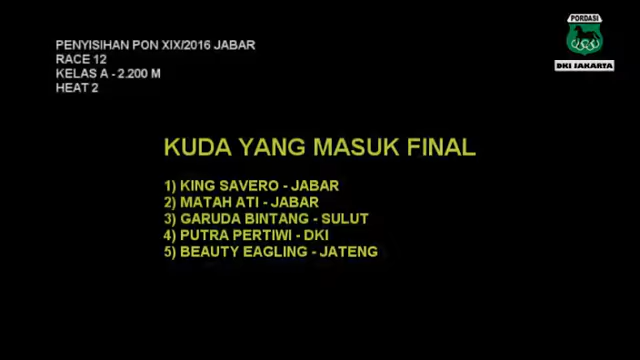 PENYISIHAN PON XIX/2016 JABAR
RACE 12
KELAS A - 2.200 M
HEAT 2
PORDASI
DKI JAKARTA
KUDA YANG MASUK FINAL
1) KING SAVERO - JABAR
2) MATAH ATI - JABAR
3) GARUDA BINTANG - SULUT
4) PUTRA PERTIWI - DKI
5) BEAUTY EAGLING - JATENG